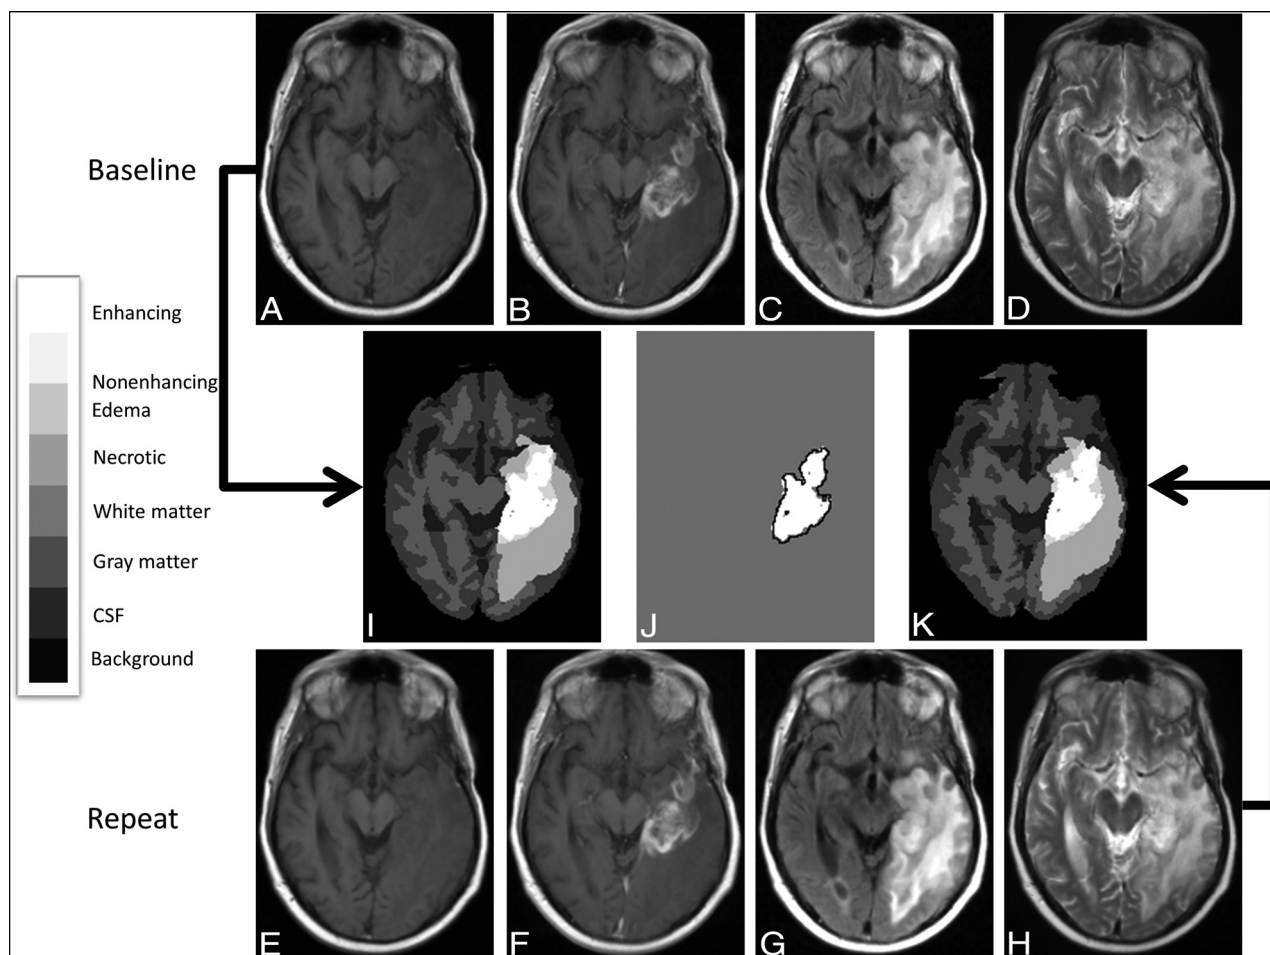 Baseline
A
B
C
D
Enhancing
Nonenhancing
Edema
Necrotic
White matter
Gray matter
CSF
Background
I
J
K
Repeat
E
F
G
H